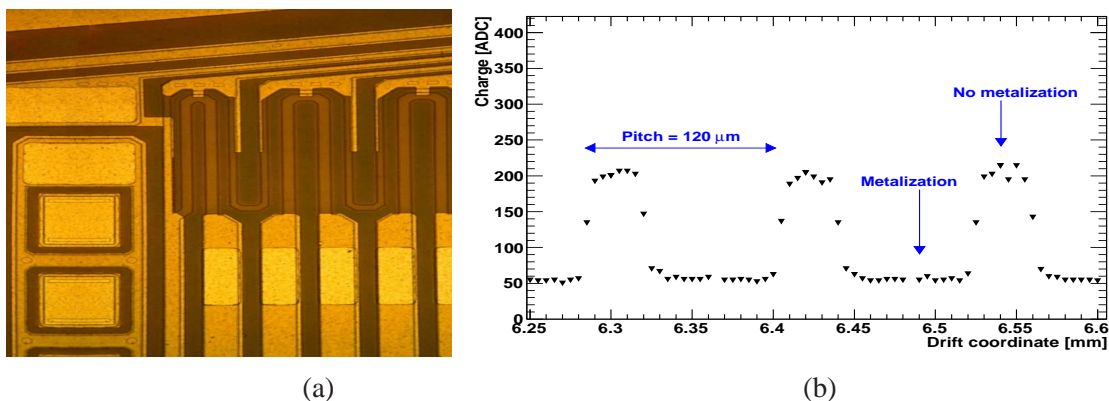 Charge [ADC]
400
350
300
250
200
150
100
50
0
No metalization
Pitch = 120 μm
Metalization
6.25 6.3 6.35 6.4 6.45 6.5 6.55 6.6
Drift coordinate [mm]
(a) (b)